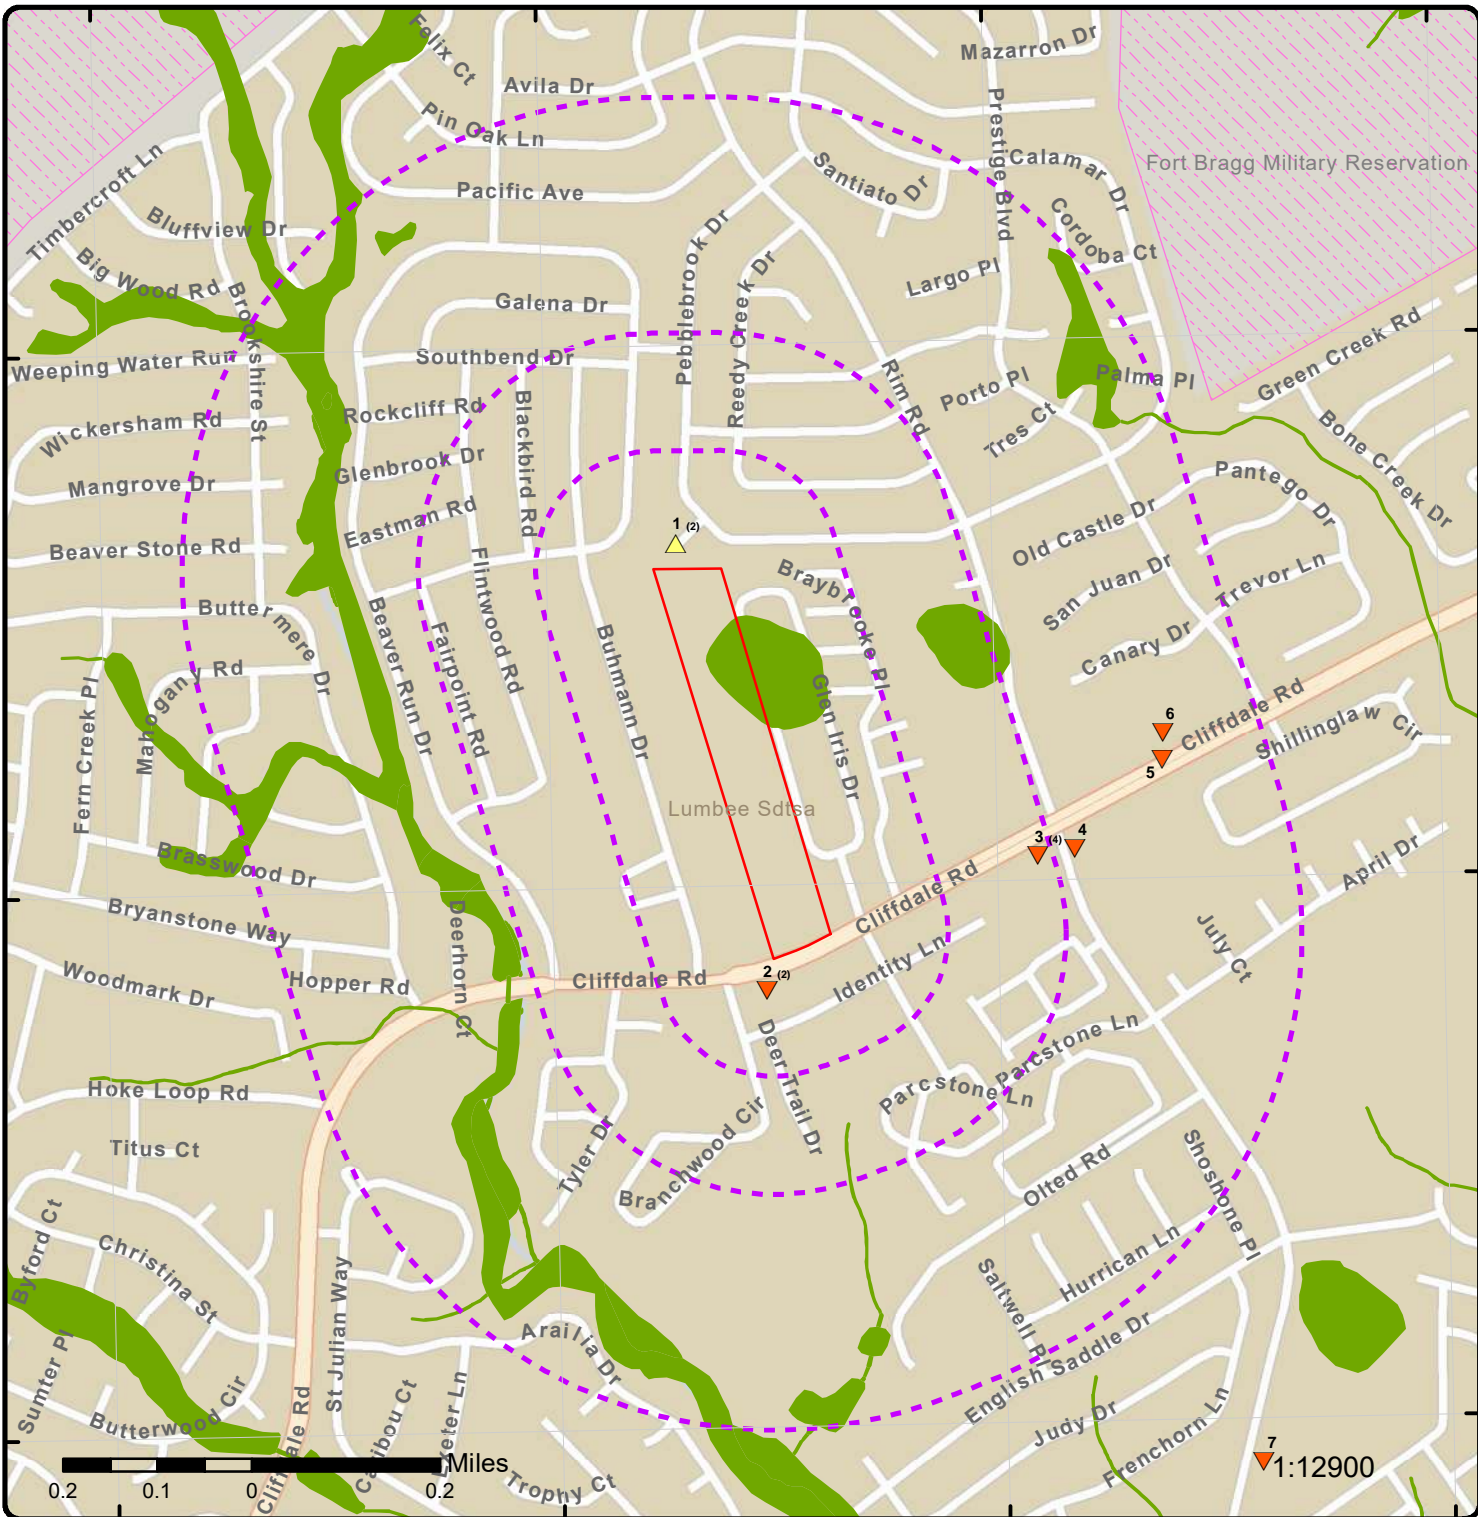 Felix Ct
Mazarron Dr
Avila Dr
Pin Oak Ln
Prestige Blvd
Calamar Dr
Fort Bragg Military Reservation
Timbercroft Ln
Santiato Dr
Pacific Ave
Bluffview Dr
Cordoba Ct
Pebblebrook Dr
Reedy Creek Dr
Big Wood Rd
Largo Pl
Brookshire St
Galena Dr
Green Creek Rd
Weeping Water Run
Southbend Dr
Rim Rd
Porto Pl
Palma Pl
Wickersham Rd
Rockcliff Rd
Blackbird Rd
Tres Ct
Bone Creek Dr
Glenbrook Dr
Mangrove Dr
Pantego Dr
Eastman Rd
Old Castle Dr
1 (2)
Beaver Stone Rd
Flintwood Rd
Braybrooke Pl
San Juan Dr
Trevor Ln
Buttermere Dr
Beaver Run Dr
Fairpoint Rd
Buhmann Dr
Canary Dr
Mahogany Rd
Fern Creek Pl
Glen Iris Dr
6
Cliffdale Rd
Shillinglaw Cir
5
Lumbee Sdtsa
3 (4)
4
Brasswood Dr
April Dr
Cliffdale Rd
Bryanstone Way
Deerhorn Ct
Identity Ln
July Ct
Woodmark Dr
Hopper Rd
Cliffdale Rd
2 (2)
Deer Trail Dr
Parcstone Ln
Hoke Loop Rd
Parcstone Ln
Titus Ct
Tyler Dr
Branchwood Cir
Olted Rd
Shoshone Pl
Byford Ct
Christina St
St Julian Way
Saltwell Pl
Hurrican Ln
Arailia Dr
English Saddle Dr
Sumter Pl
Butterwood Cir
Cliffdale Rd
Caribou Ct
Exeter Ln
Trophy Ct
Judy Dr
Frenchorn Ln
7
Miles
1:12900
0.2 0.1 0 0.2